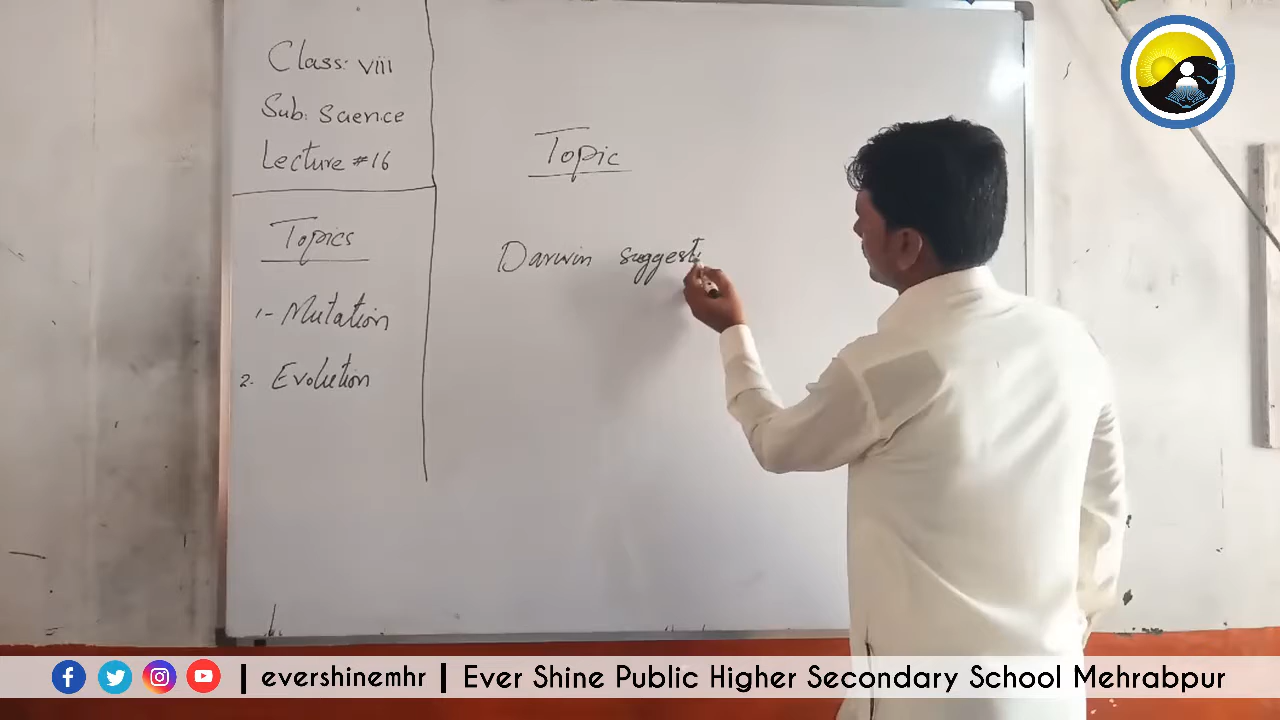 Class: viii
Sub: Science
Lecture #16
Topics
1- Mutation
2. Evolution
Topic
Darwin suggest
| evershinemhr | Ever Shine Public Higher Secondary School Mehrabpur